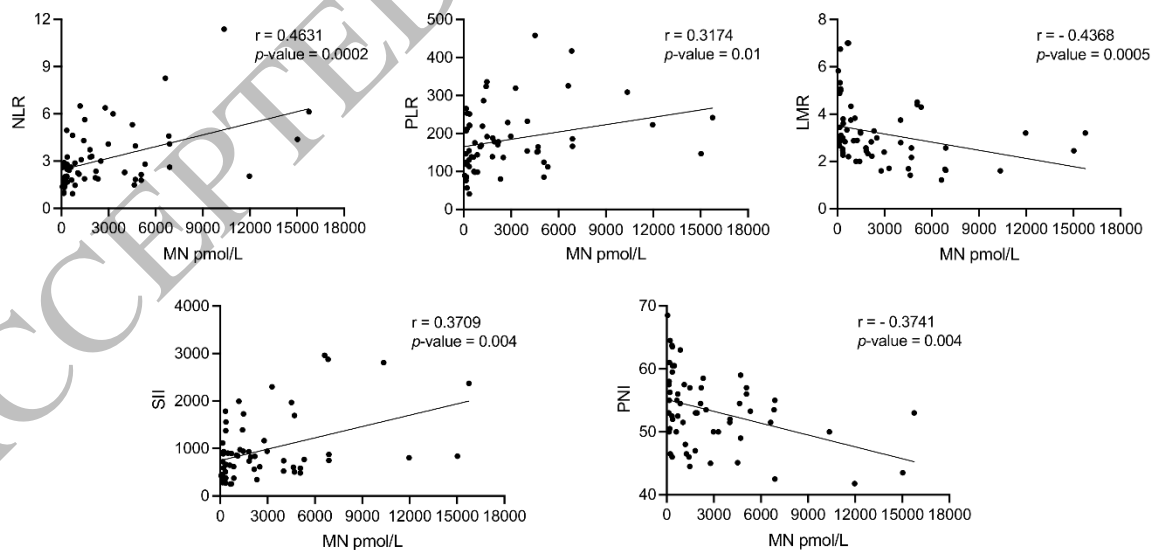 ACCEPTED
r = 0.4631
p-value = 0.0002
12
9
6
3
0
NLR
0 3000 6000 9000 12000 15000 18000
MN pmol/L
r = 0.3174
p-value = 0.01
500
400
300
200
100
0
PLR
0 3000 6000 9000 12000 15000 18000
MN pmol/L
r = - 0.4368
p-value = 0.0005
8
6
4
2
0
LMR
0 3000 6000 9000 12000 15000 18000
MN pmol/L
r = 0.3709
p-value = 0.004
4000
3000
2000
1000
0
SII
0 3000 6000 9000 12000 15000 18000
MN pmol/L
r = - 0.3741
p-value = 0.004
70
60
50
40
PNI
0 3000 6000 9000 12000 15000 18000
MN pmol/L